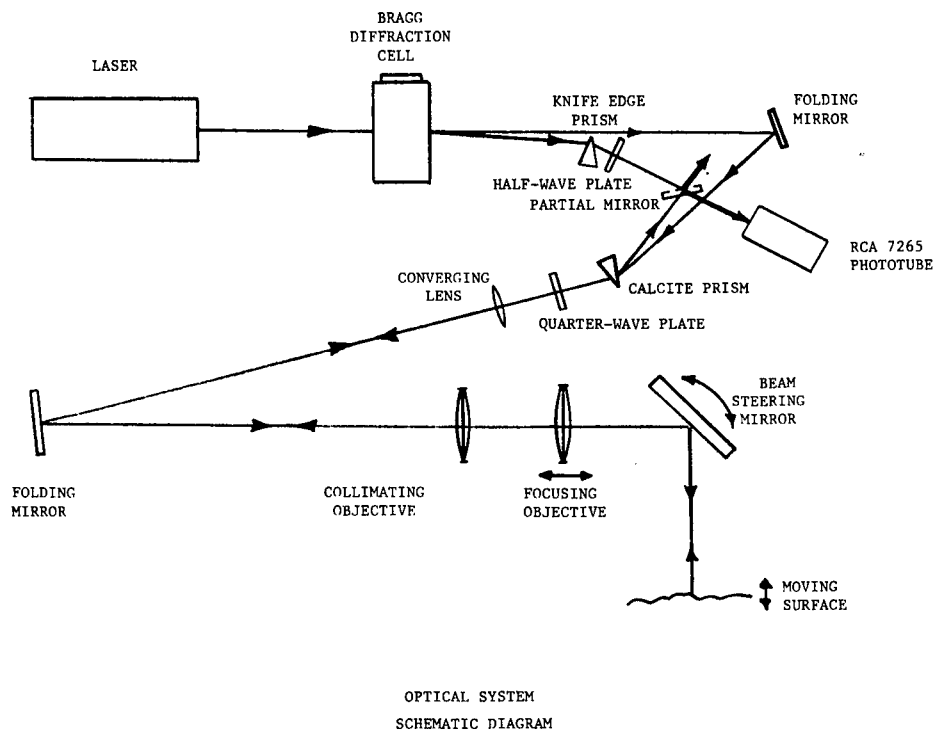 BRAGG
DIFFRACTION
CELL
LASER
KNIFE EDGE
PRISM
FOLDING
MIRROR
HALF-WAVE PLATE
PARTIAL MIRROR
RCA 7265
PHOTOTUBE
CONVERGING
LENS
CALCITE PRISM
QUARTER-WAVE PLATE
BEAM
STEERING
MIRROR
FOLDING
MIRROR
COLLIMATING
OBJECTIVE
FOCUSING
OBJECTIVE
MOVING
SURFACE
OPTICAL SYSTEM
SCHEMATIC DIAGRAM